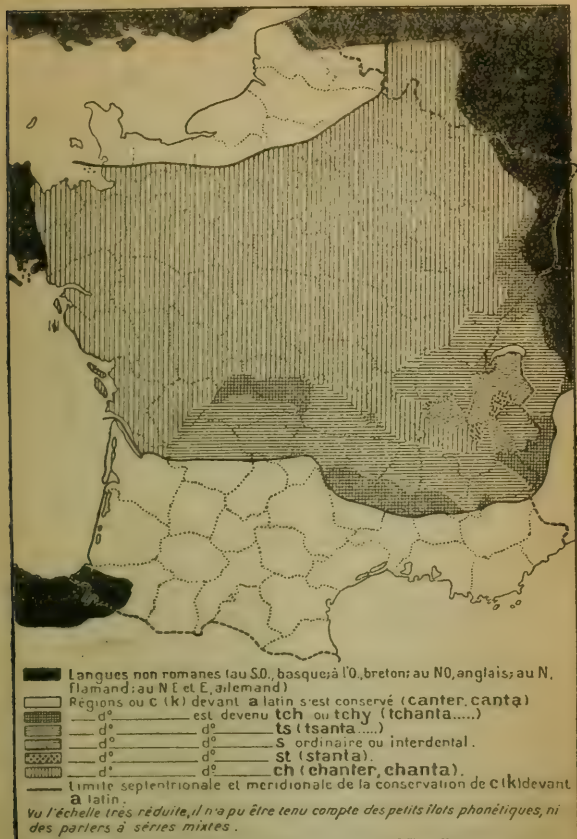 Langues non romanes (au S.O., basque; à l'O., breton; au NO, anglais; au N,
flamand: au N E et E, allemand)
Régions ou c (k) devant a latin s'est conservé (canter. canta)
d° est devenu tch ou tchy (tchanta.....)
d° d° ts (tsanta.....)
d° d° s ordinaire ou interdental.
d° d° st (stanta).
d° d° ch (chanter, chanta).
Limite septentrionale et meridionale de la conservation de c(k) devant
a latin.
Vu l'échelle très réduite, il n'a pu être tenu compte des petits îlots phonétiques, ni
des parlers à séries mixtes.